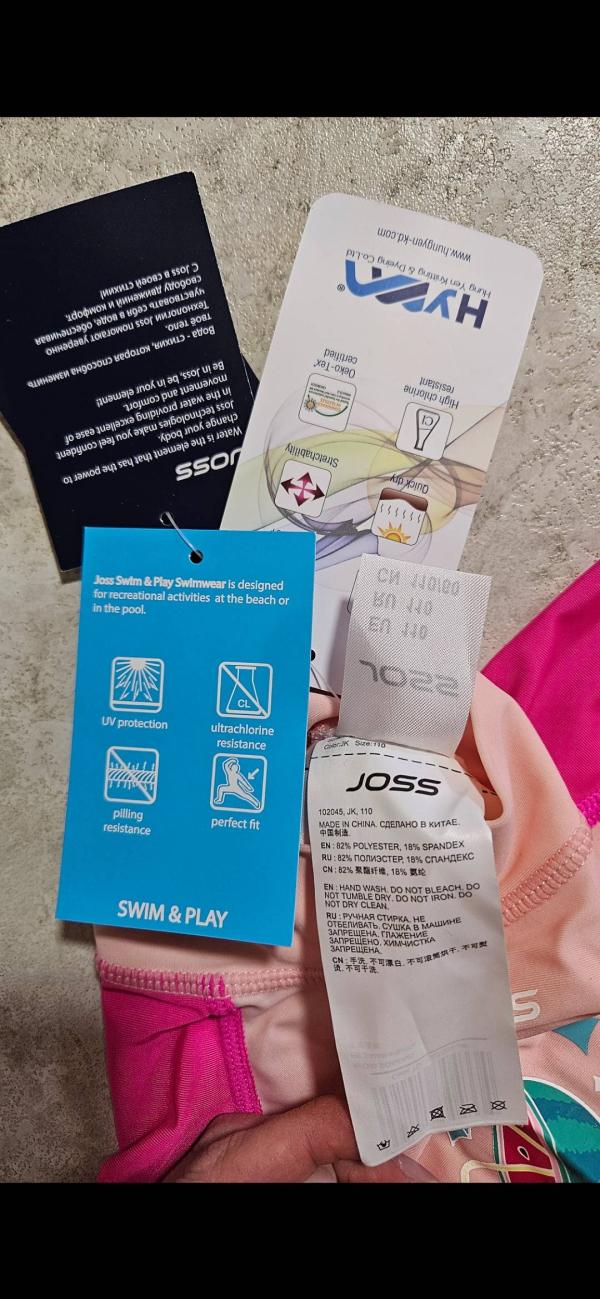 JOSS
Water is the element that has the power to
change your body.
Joss technologies make you feel confident
in the water providing excellent ease of
movement and comfort.
Be in Joss, be in your element!
Вода - стихия, которая способна изменить
твоё тело.
Технологии Joss помогают уверенно
чувствовать себя в воде, обеспечивая
свободу движений и комфорт.
С Joss в своей стихии!
Quick dry
Stretchability
High chlorine
resistant
Oeko-Tex®
certified
HYKD®
Hung Yen Knitting & Dyeing Co.Ltd
www.hungyen-kd.com
Joss Swim & Play Swimwear is designed
for recreational activities at the beach or
in the pool.
UV protection
CL
ultrachlorine
resistance
pilling
resistance
perfect fit
SWIM & PLAY
JOSS
EU 110
RU 110
CN 110/60
Color:JK Size:110
JOSS
102045, JK, 110
MADE IN CHINA. СДЕЛАНО В КИТАЕ.
中国制造.
EN : 82% POLYESTER, 18% SPANDEX
RU : 82% ПОЛИЭСТЕР, 18% СПАНДЕКС
CN : 82% 聚酯纤维, 18% 氨纶
EN : HAND WASH. DO NOT BLEACH. DO
NOT TUMBLE DRY. DO NOT IRON. DO
NOT DRY CLEAN.
RU : РУЧНАЯ СТИРКА. НЕ
ОТБЕЛИВАТЬ. СУШКА В МАШИНЕ
ЗАПРЕЩЕНА. ГЛАЖЕНИЕ
ЗАПРЕЩЕНО. ХИМЧИСТКА
ЗАПРЕЩЕНА.
CN : 手洗. 不可漂白. 不可滚筒烘干. 不可熨
烫. 不可干洗.
S